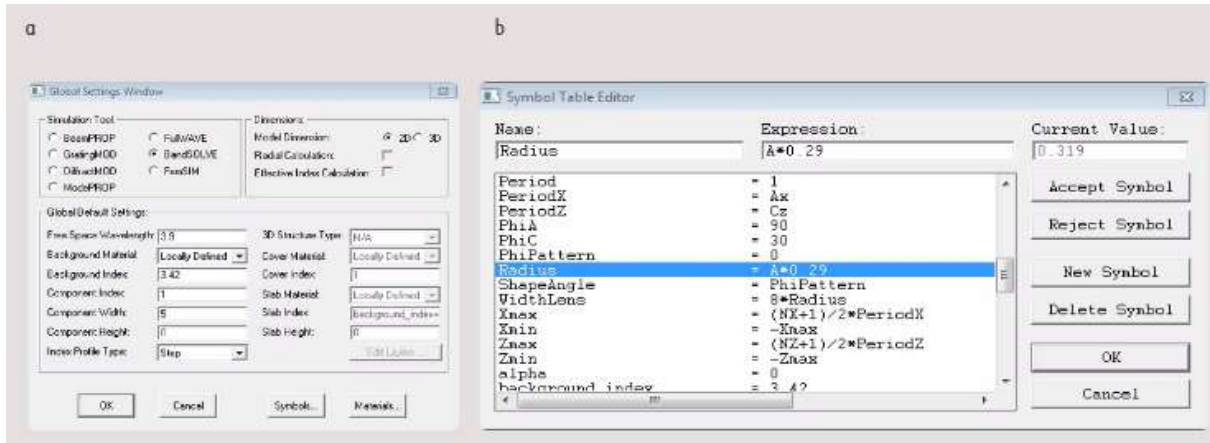 a
b
Global Settings Window
Simulation Tool
BeamPROP
FullWAVE
GratingMOD
BandSOLVE
DiffractMOD
FemSIM
ModePROP
Dimensions:
Model Dimension: 2D 3D
Radial Calculation:
Effective Index Calculation:
Global Default Settings:
Free Space Wavelength: 3.9
3D Structure Type: N/A
Background Material: Locally Defined
Cover Material: Locally Defined
Background Index: 3.42
Cover Index: 1
Component Index: 1
Slab Material: Locally Defined
Component Width: 5
Slab Index: background_index+
Component Height: 0
Slab Height: 0
Index Profile Type: Step
OK
Cancel
Symbols...
Materials...
Symbol Table Editor
Name:
Expression:
Current Value:
Radius
A*0.29
0.319
Period = 1
PeriodX = Ax
PeriodZ = Cz
PhiA = 90
PhiC = 30
PhiPattern = 0
Radius = A*0.29
ShapeAngle = PhiPattern
WidthLens = 8*Radius
Xmax = (NX+1)/2*PeriodX
Xmin = -Xmax
Zmax = (NZ+1)/2*PeriodZ
Zmin = -Zmax
alpha = 0
background_index = 3.42
Accept Symbol
Reject Symbol
New Symbol
Delete Symbol
OK
Cancel